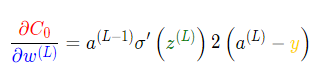 ∂C₀/∂w⁽ᴸ⁾ = a⁽ᴸ⁻¹⁾σ′(z⁽ᴸ⁾) 2 (a⁽ᴸ⁾ − y)